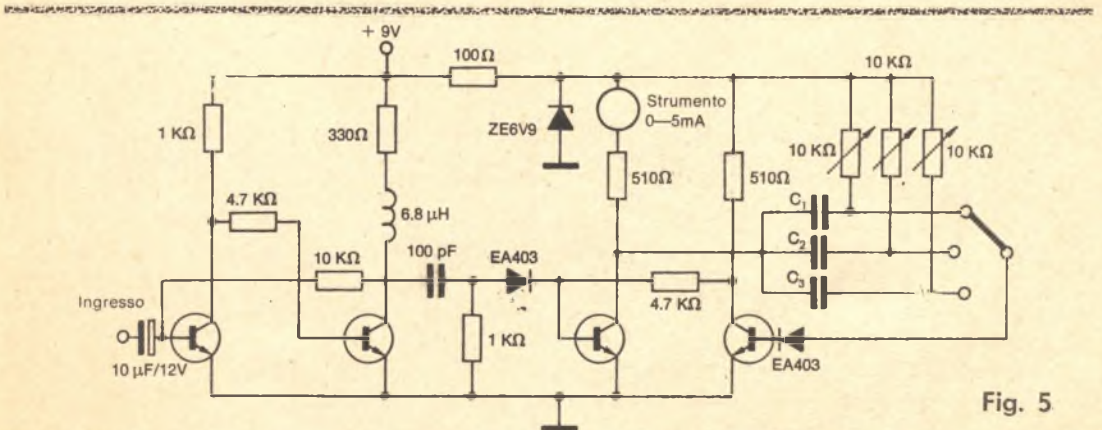 + 9V
100Ω
10 KΩ
1 KΩ
330Ω
ZE6V9
Strumento
0—5mA
510Ω
510Ω
10 KΩ
10 KΩ
4.7 KΩ
6.8 μH
C1
C2
C3
10 KΩ
100 pF
EA403
4.7 KΩ
Ingresso
10 μF/12V
1 KΩ
EA403
Fig. 5